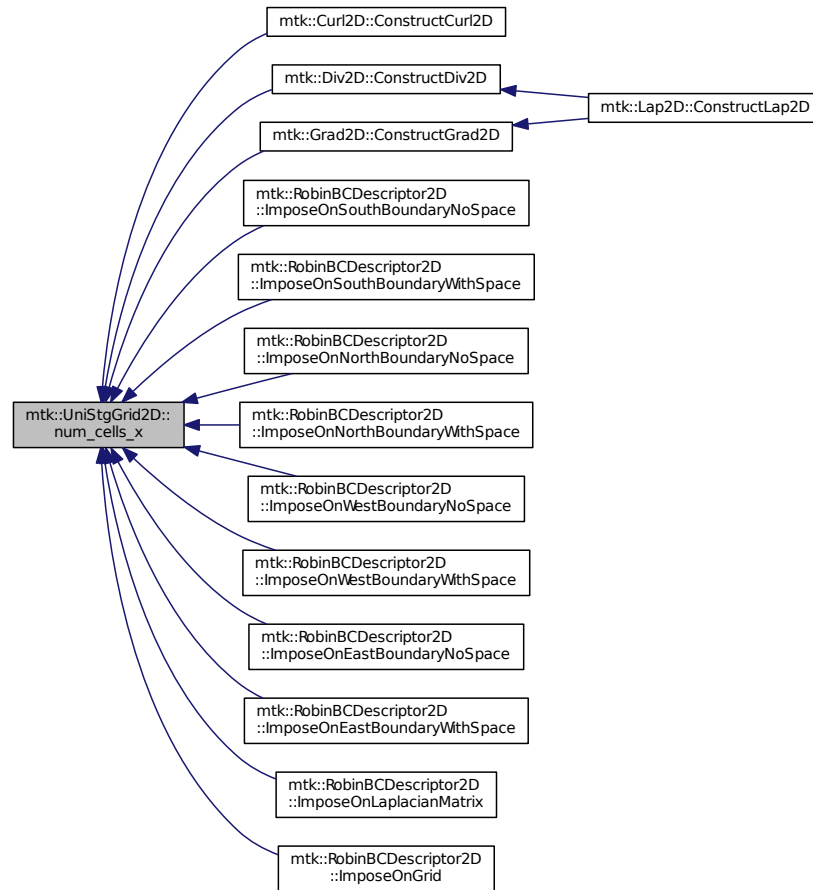 mtk::Curl2D::ConstructCurl2D
mtk::Div2D::ConstructDiv2D
mtk::Lap2D::ConstructLap2D
mtk::Grad2D::ConstructGrad2D
mtk::RobinBCDescriptor2D
::ImposeOnSouthBoundaryNoSpace
mtk::RobinBCDescriptor2D
::ImposeOnSouthBoundaryWithSpace
mtk::RobinBCDescriptor2D
::ImposeOnNorthBoundaryNoSpace
mtk::UniStgGrid2D::
num_cells_x
mtk::RobinBCDescriptor2D
::ImposeOnNorthBoundaryWithSpace
mtk::RobinBCDescriptor2D
::ImposeOnWestBoundaryNoSpace
mtk::RobinBCDescriptor2D
::ImposeOnWestBoundaryWithSpace
mtk::RobinBCDescriptor2D
::ImposeOnEastBoundaryNoSpace
mtk::RobinBCDescriptor2D
::ImposeOnEastBoundaryWithSpace
mtk::RobinBCDescriptor2D
::ImposeOnLaplacianMatrix
mtk::RobinBCDescriptor2D
::ImposeOnGrid